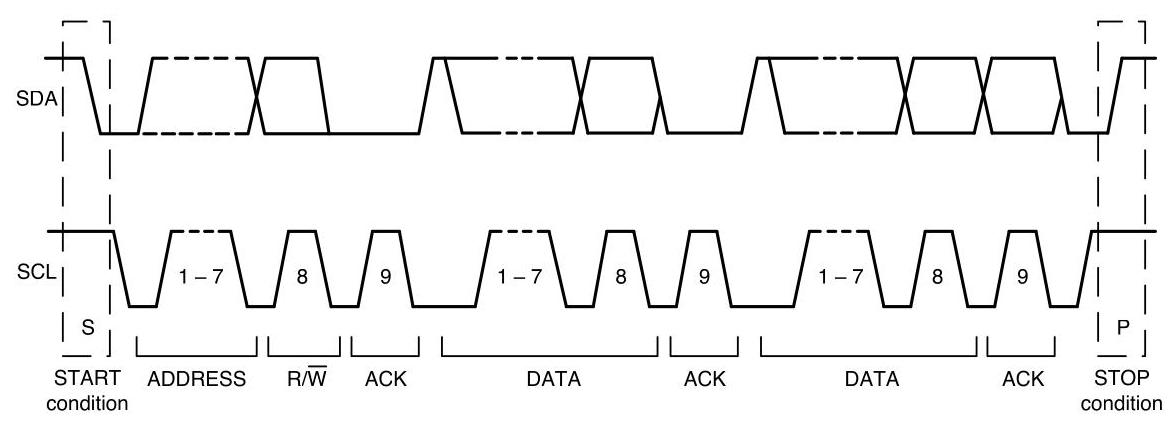 SDA
SCL
1 – 7
8
9
1 – 7
8
9
1 – 7
8
9
S
P
START
condition
ADDRESS
R/W̅
ACK
DATA
ACK
DATA
ACK
STOP
condition